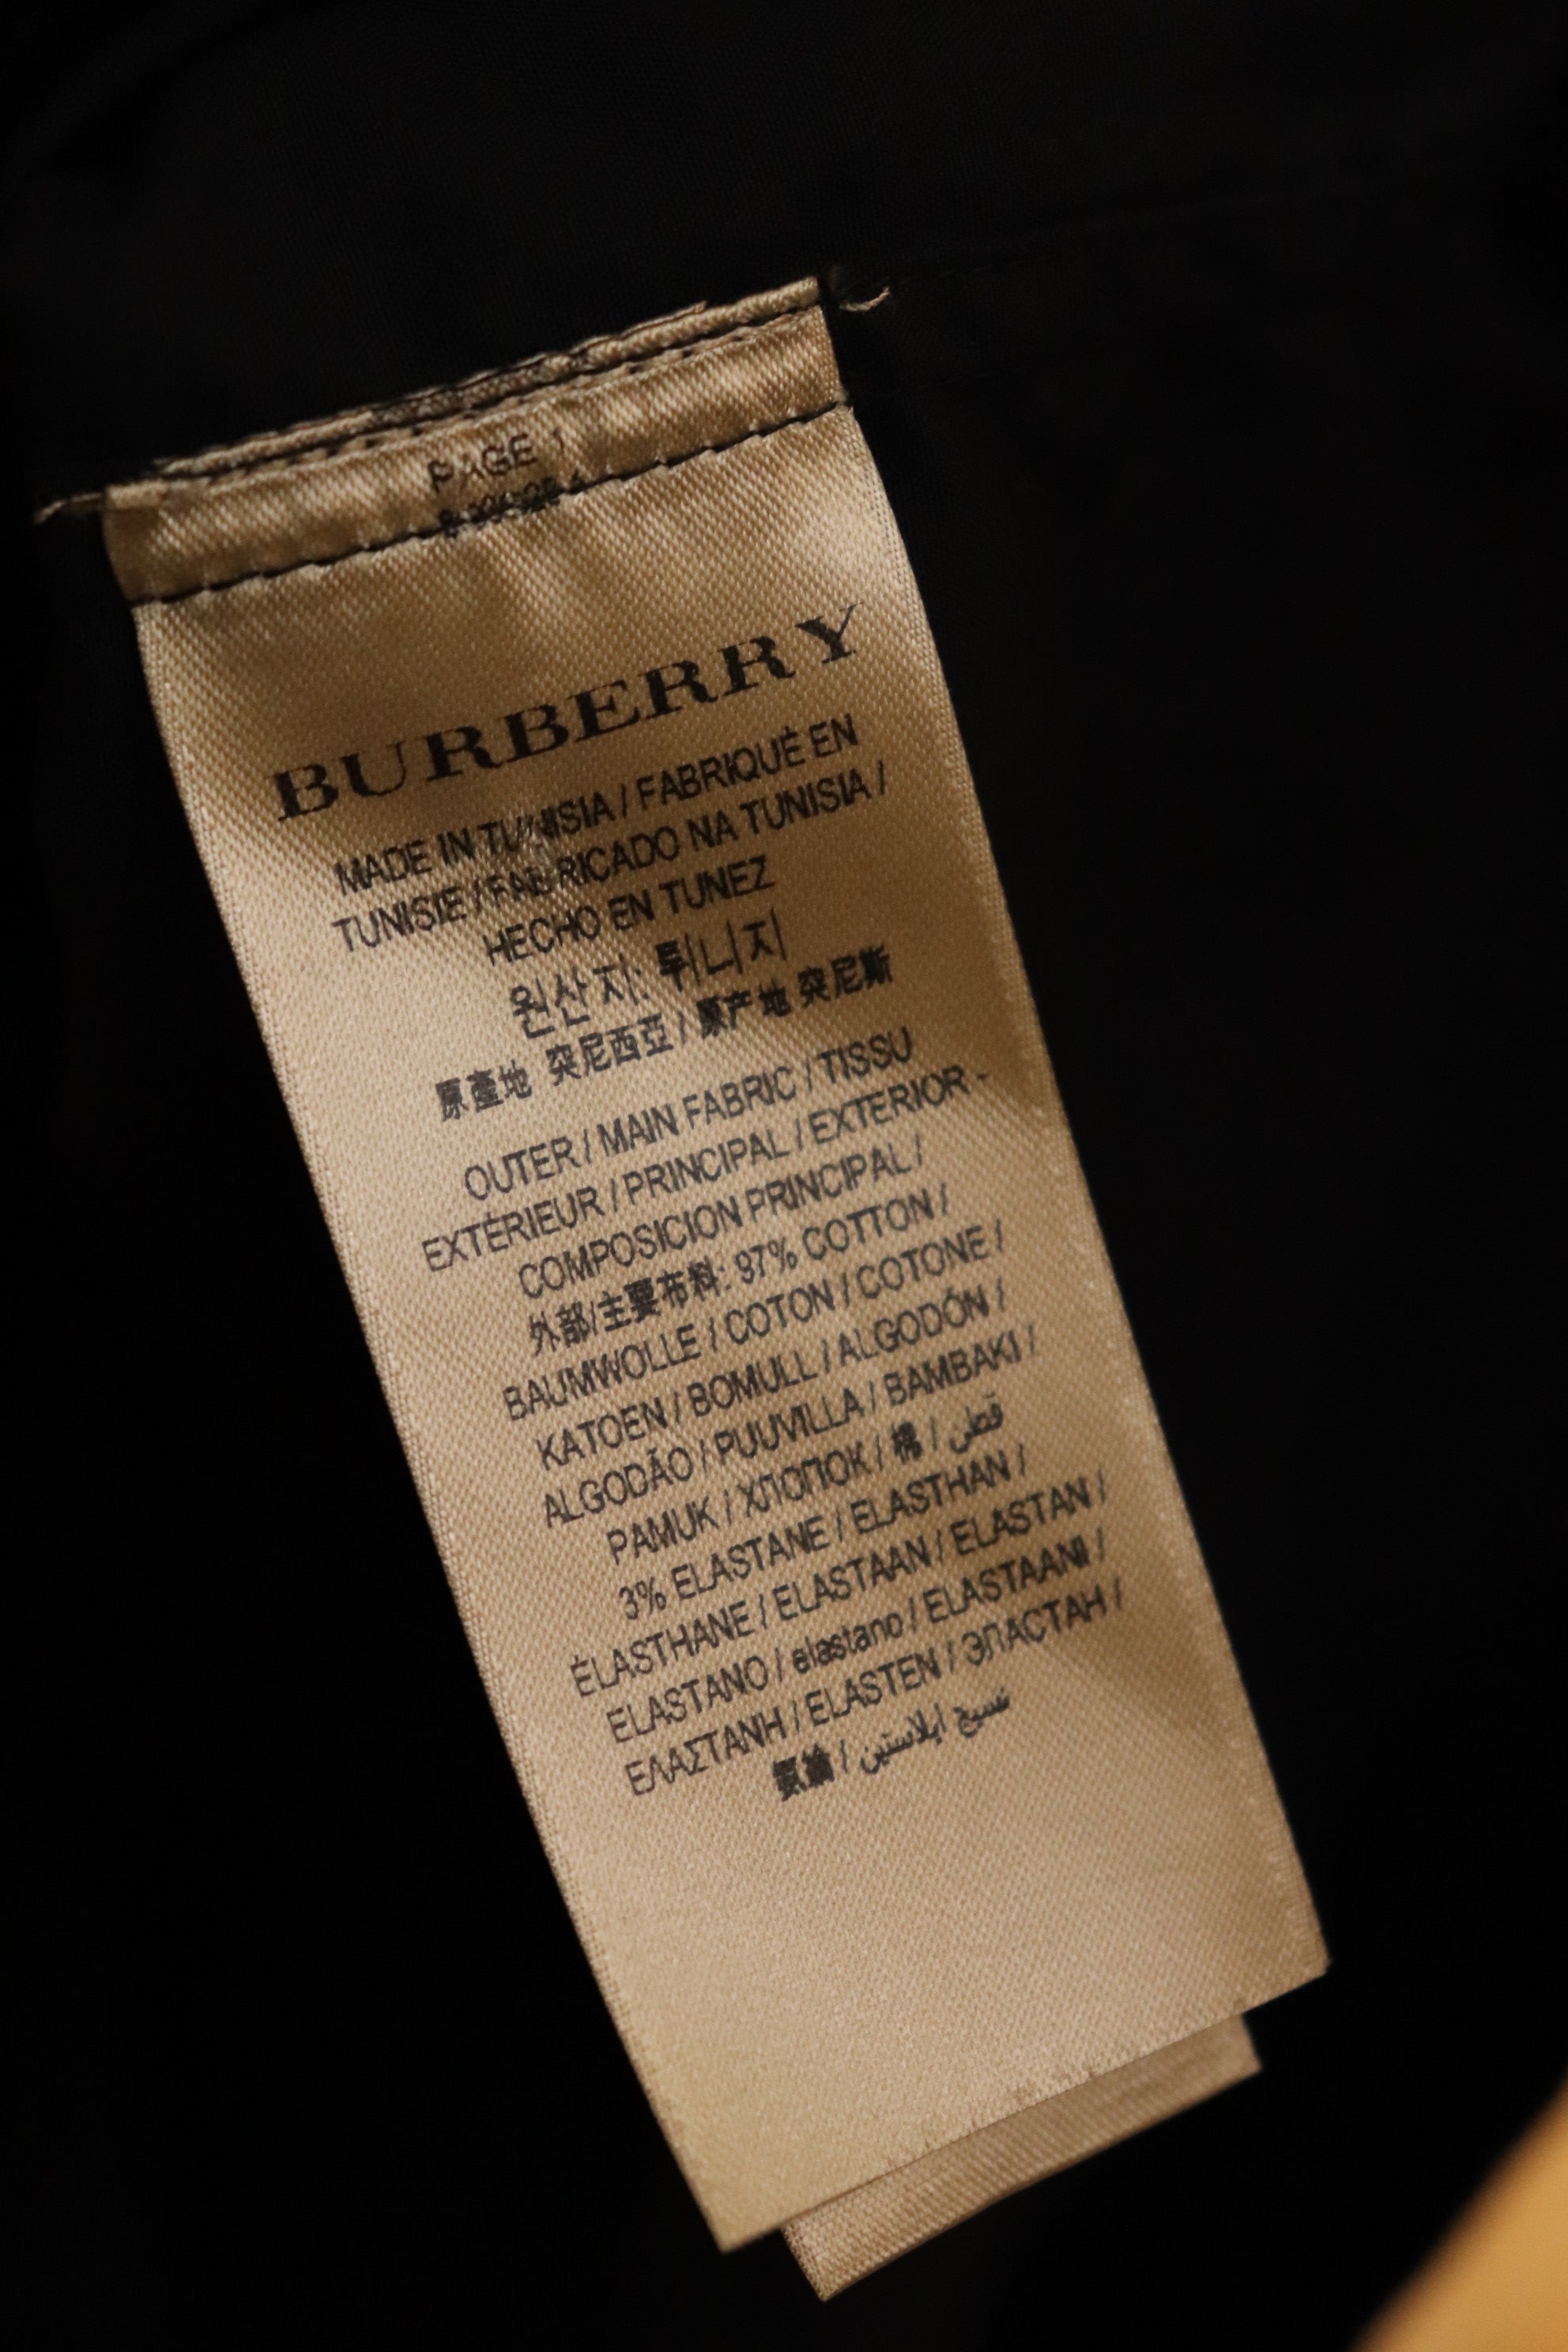 PAGE 1
BURBERRY
MADE IN TUNISIA / FABRIQUÉ EN
TUNISIE / FABRICADO NA TUNISIA /
HECHO EN TUNEZ
원산지: 튀니지
原產地 突尼西亞 / 原产地 突尼斯
OUTER / MAIN FABRIC / TISSU
EXTÉRIEUR / PRINCIPAL / EXTERIOR -
COMPOSICION PRINCIPAL /
外部/主要布料: 97% COTTON /
BAUMWOLLE / COTON / COTONE /
KATOEN / BOMULL / ALGODÓN /
ALGODÃO / PUUVILLA / BAMBAKI /
PAMUK / ХЛОПОК / 棉 / قطن
3% ELASTANE / ELASTHAN /
ÉLASTHANE / ELASTAAN / ELASTAN /
ELASTANO / elastano / ELASTAANI /
ΕΛΑΣΤΑΝΗ / ELASTEN / ЭЛАСТАН /
/ نسيج ايلاستين